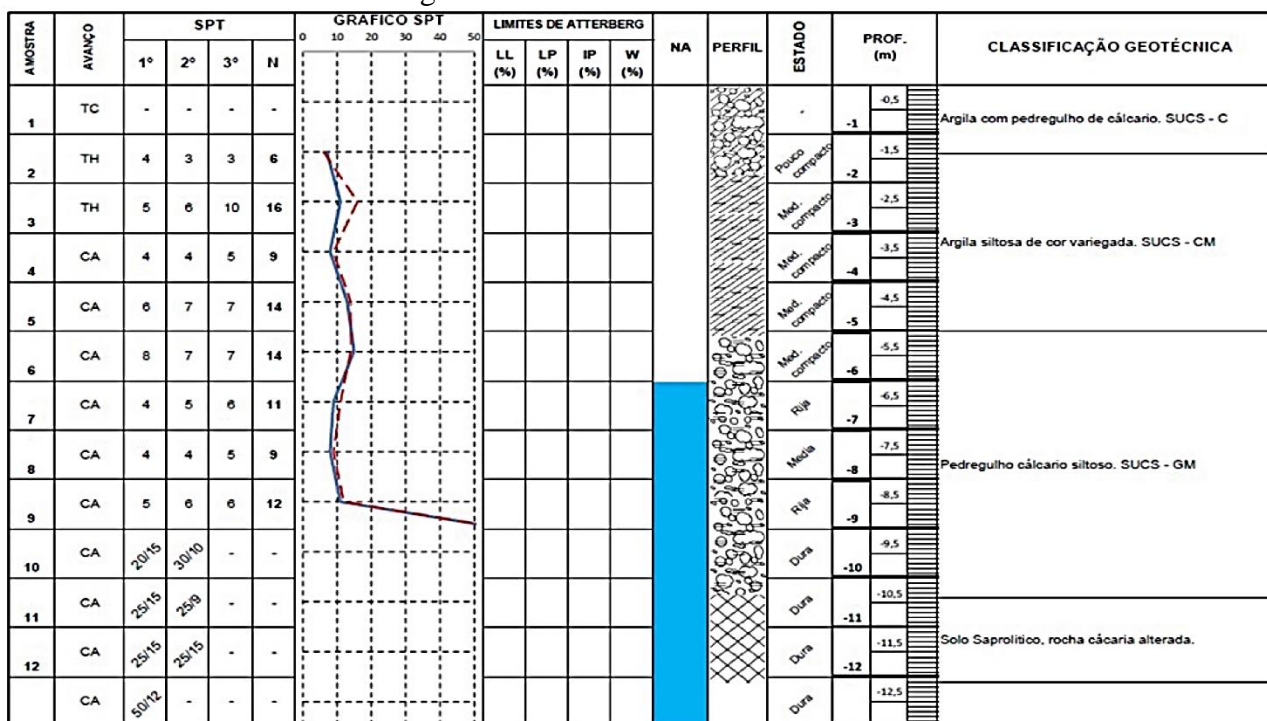 AMOSTRA AVANÇO SPT GRÁFICO SPT LIMITES DE ATTERBERG NA PERFIL ESTADO PROF. (m) CLASSIFICAÇÃO GEOTÉCNICA
1° 2° 3° N 0 10 20 30 40 50 LL (%) LP (%) IP (%) W (%)
1 TC - - - - - -0,5 -1 Argila com pedregulho de cálcario. SUCS - C
2 TH 4 3 3 6 Pouco compacto -1,5 -2
3 TH 5 6 10 16 Med. compacto -2,5 -3
4 CA 4 4 5 9 Med. compacto -3,5 -4 Argila siltosa de cor variegada. SUCS - CM
5 CA 6 7 7 14 Med. compacto -4,5 -5
6 CA 8 7 7 14 Med. compacto -5,5 -6
7 CA 4 5 6 11 Rija -6,5 -7
8 CA 4 4 5 9 Media -7,5 -8 Pedregulho cálcario siltoso. SUCS - GM
9 CA 5 6 6 12 Rija -8,5 -9
10 CA 20/15 30/10 - - Dura -9,5 -10
11 CA 25/15 25/9 - - Dura -10,5 -11
12 CA 25/15 25/15 - - Dura -11,5 -12 Solo Saprolitico, rocha cácaria alterada.
CA 50/12 - - - Dura -12,5